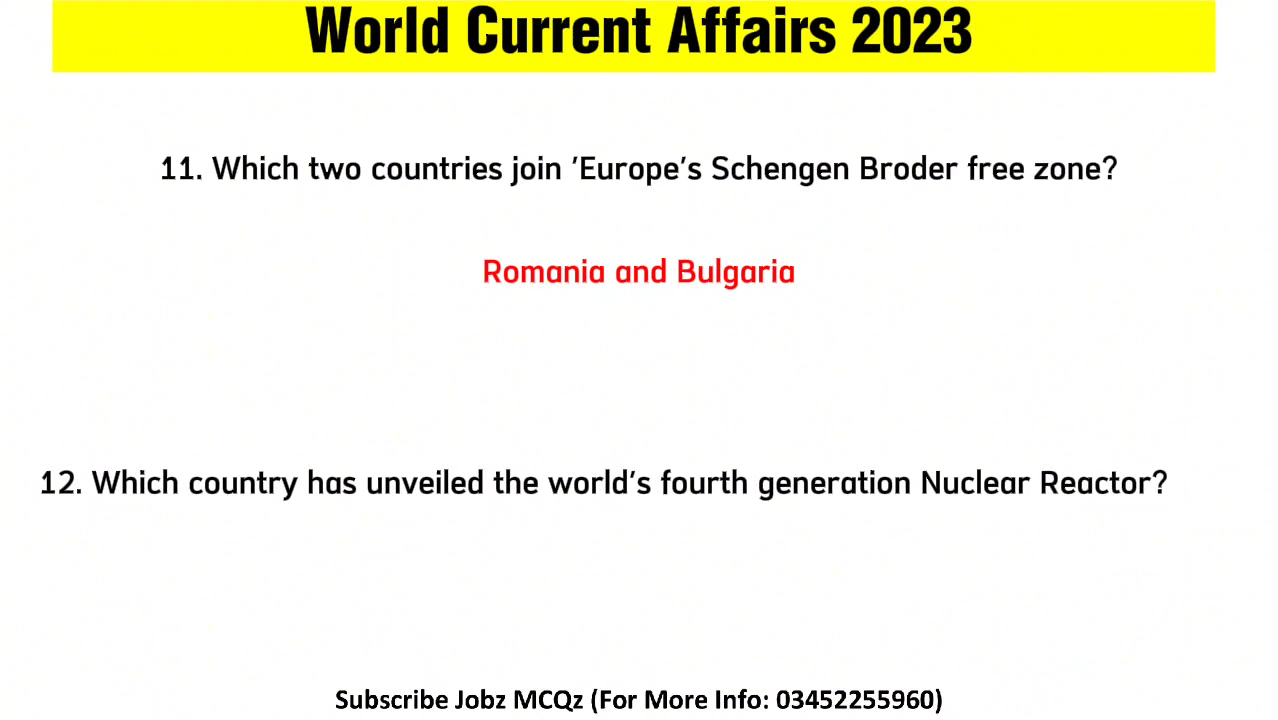 World Current Affairs 2023
11. Which two countries join ’Europe’s Schengen Broder free zone?
Romania and Bulgaria
12. Which country has unveiled the world’s fourth generation Nuclear Reactor?
Subscribe Jobz MCQz (For More Info: 03452255960)